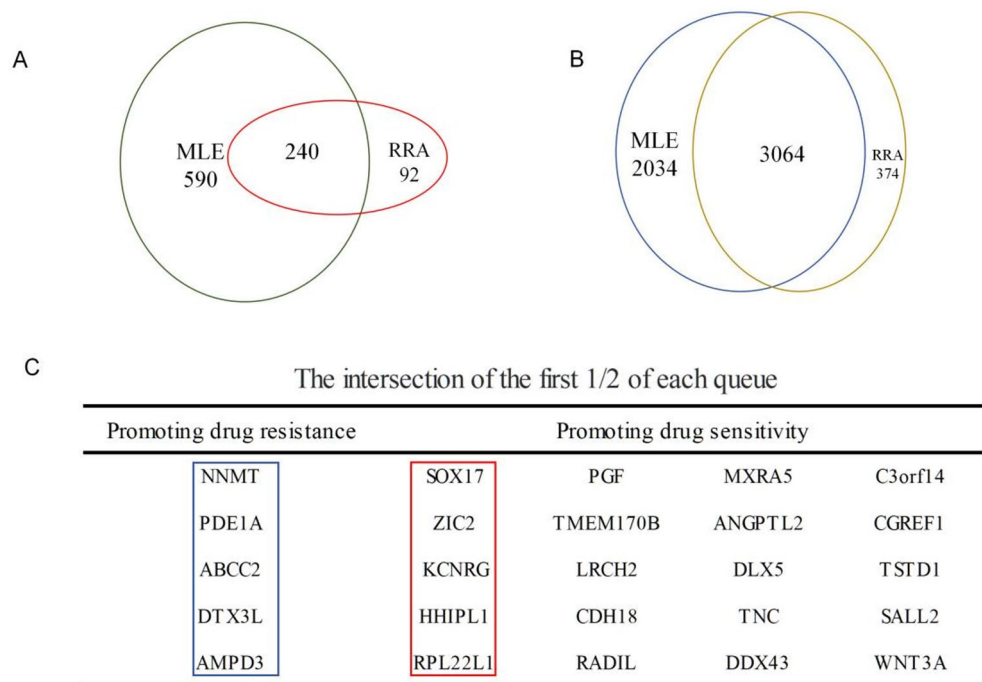 A
MLE
590
240
RRA
92
B
MLE
2034
3064
RRA
374
C
The intersection of the first 1/2 of each queue
Promoting drug resistance Promoting drug sensitivity
NNMT SOX17 PGF MXRA5 C3orf14
PDE1A ZIC2 TMEM170B ANGPTL2 CGREF1
ABCC2 KCNRG LRCH2 DLX5 TSTD1
DTX3L HHIPL1 CDH18 TNC SALL2
AMPD3 RPL22L1 RADIL DDX43 WNT3A